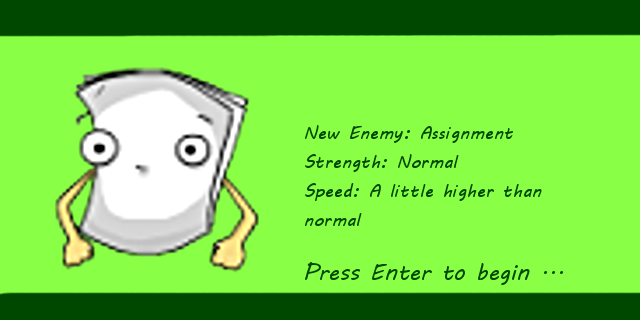 New Enemy: Assignment
Strength: Normal
Speed: A little higher than
normal
Press Enter to begin ...